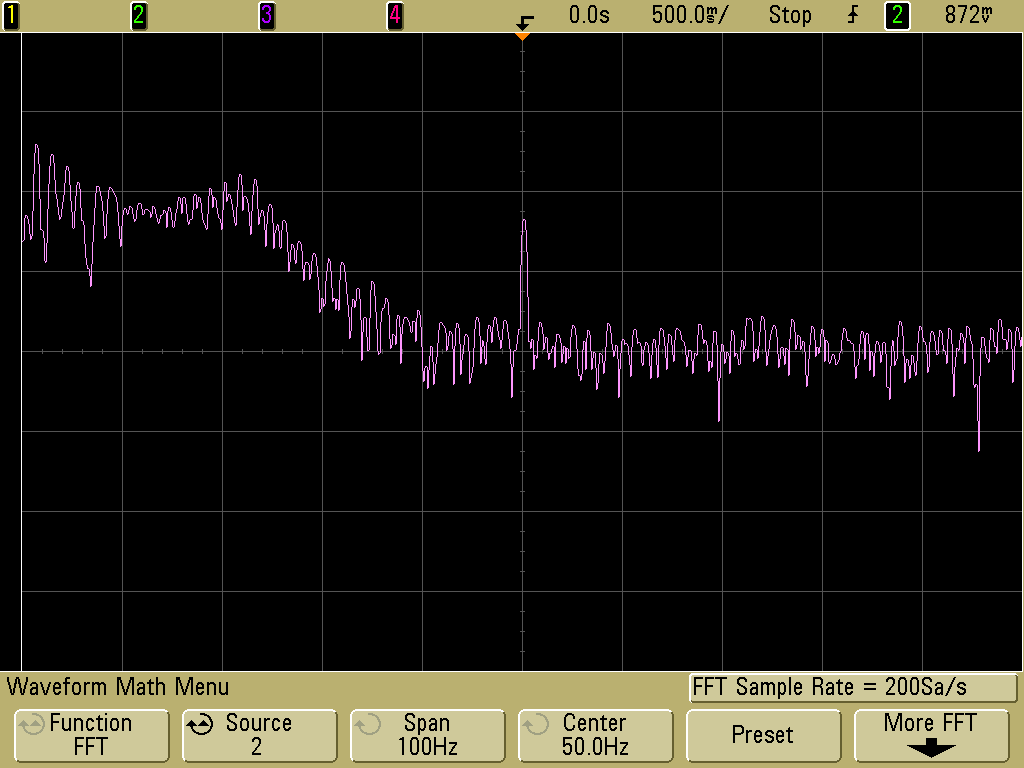 1 2 3 4 0.0s 500.0ms/ Stop 2 872mV
Waveform Math Menu FFT Sample Rate = 200Sa/s
Function Source Span Center Preset More FFT
FFT 2 100Hz 50.0Hz